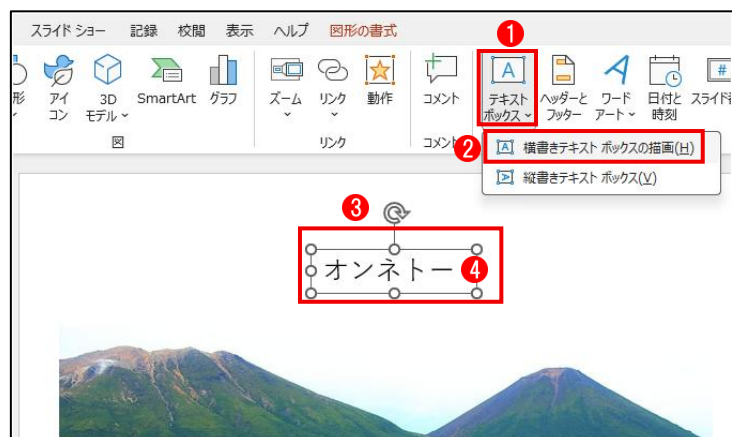 スライド ショー 記録 校閲 表示 ヘルプ 図形の書式
1
形 アイコン 3D モデル SmartArt グラフ ズーム リンク 動作 コメント テキスト ボックス ヘッダーと フッター ワード アート 日付と 時刻 スライド
図 リンク コメント
2 横書きテキスト ボックスの描画(H)
縦書きテキスト ボックス(V)
3
オンネトー 4